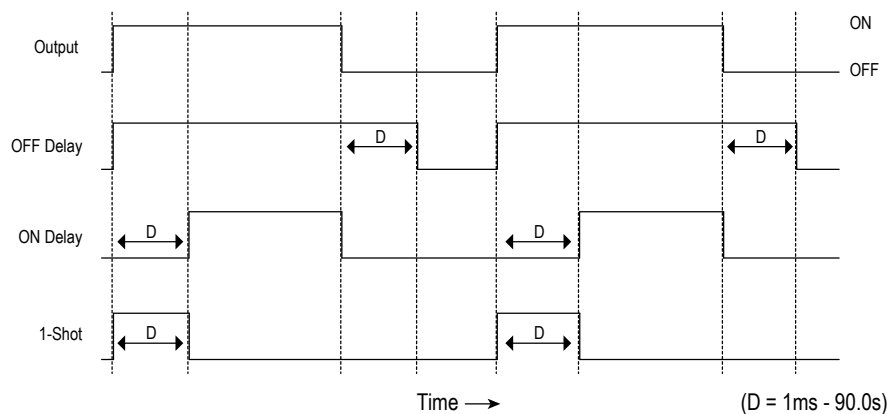 Output
ON
OFF
OFF Delay
D
D
ON Delay
D
D
1-Shot
D
D
Time
(D = 1ms - 90.0s)